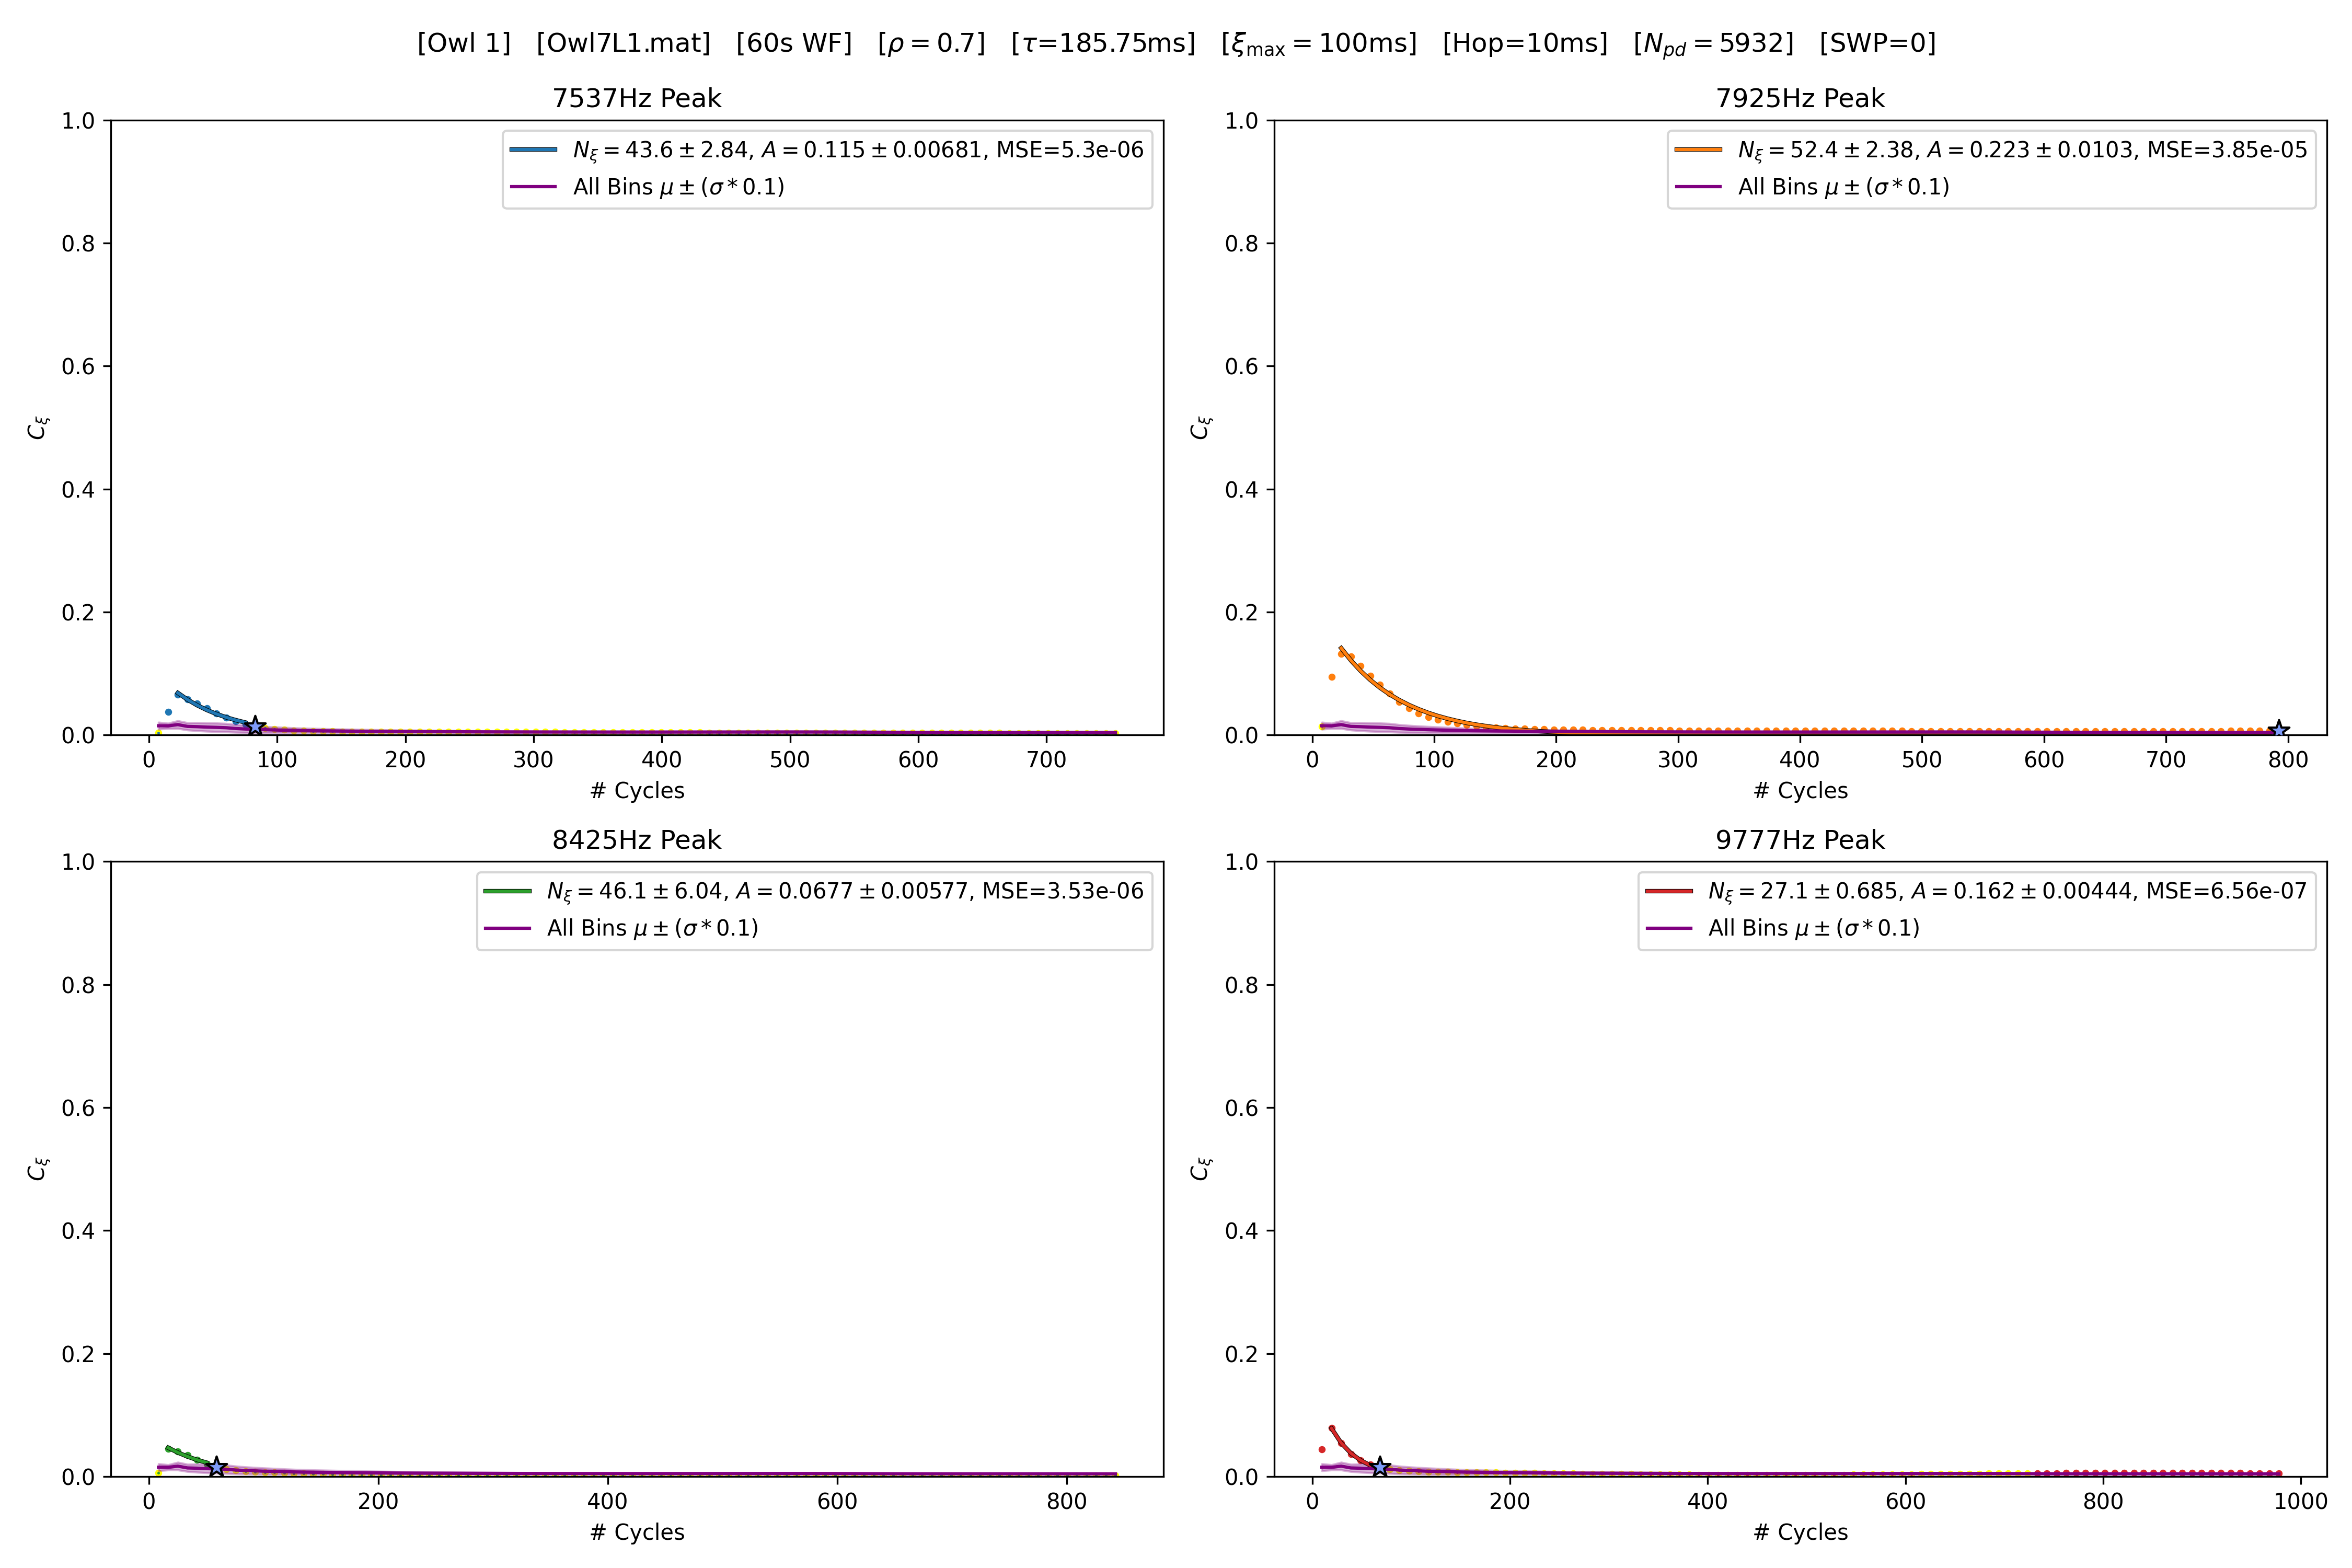 [Owl 1] [Owl7L1.mat] [60s WF] [ρ = 0.7] [τ=185.75ms] [ξmax = 100ms] [Hop=10ms] [Npd = 5932] [SWP=0]
7537Hz Peak
1.0
0.8
0.6
0.4
0.2
0.0
Cξ
Nξ = 43.6 ± 2.84, A = 0.115 ± 0.00681, MSE=5.3e-06
All Bins μ ± (σ * 0.1)
0 100 200 300 400 500 600 700
# Cycles
7925Hz Peak
1.0
0.8
0.6
0.4
0.2
0.0
Cξ
Nξ = 52.4 ± 2.38, A = 0.223 ± 0.0103, MSE=3.85e-05
All Bins μ ± (σ * 0.1)
0 100 200 300 400 500 600 700 800
# Cycles
8425Hz Peak
1.0
0.8
0.6
0.4
0.2
0.0
Cξ
Nξ = 46.1 ± 6.04, A = 0.0677 ± 0.00577, MSE=3.53e-06
All Bins μ ± (σ * 0.1)
0 200 400 600 800
# Cycles
9777Hz Peak
1.0
0.8
0.6
0.4
0.2
0.0
Cξ
Nξ = 27.1 ± 0.685, A = 0.162 ± 0.00444, MSE=6.56e-07
All Bins μ ± (σ * 0.1)
0 200 400 600 800 1000
# Cycles